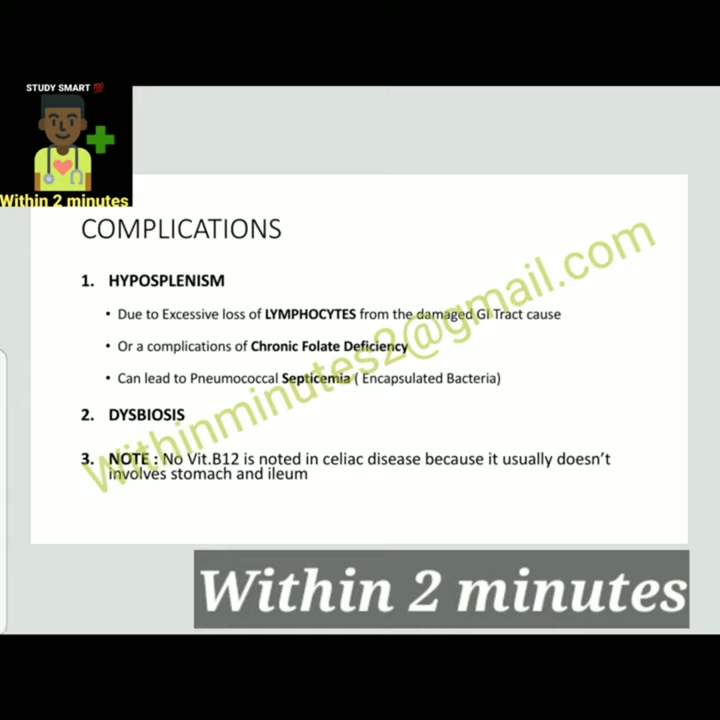 STUDY SMART 💯
Within 2 minutes
COMPLICATIONS
1. HYPOSPLENISM
• Due to Excessive loss of LYMPHOCYTES from the damaged GI Tract cause
• Or a complications of Chronic Folate Deficiency
• Can lead to Pneumococcal Septicemia ( Encapsulated Bacteria)
2. DYSBIOSIS
3. NOTE : No Vit.B12 is noted in celiac disease because it usually doesn't
involves stomach and ileum
Withinminutes2@gmail.com
Within 2 minutes